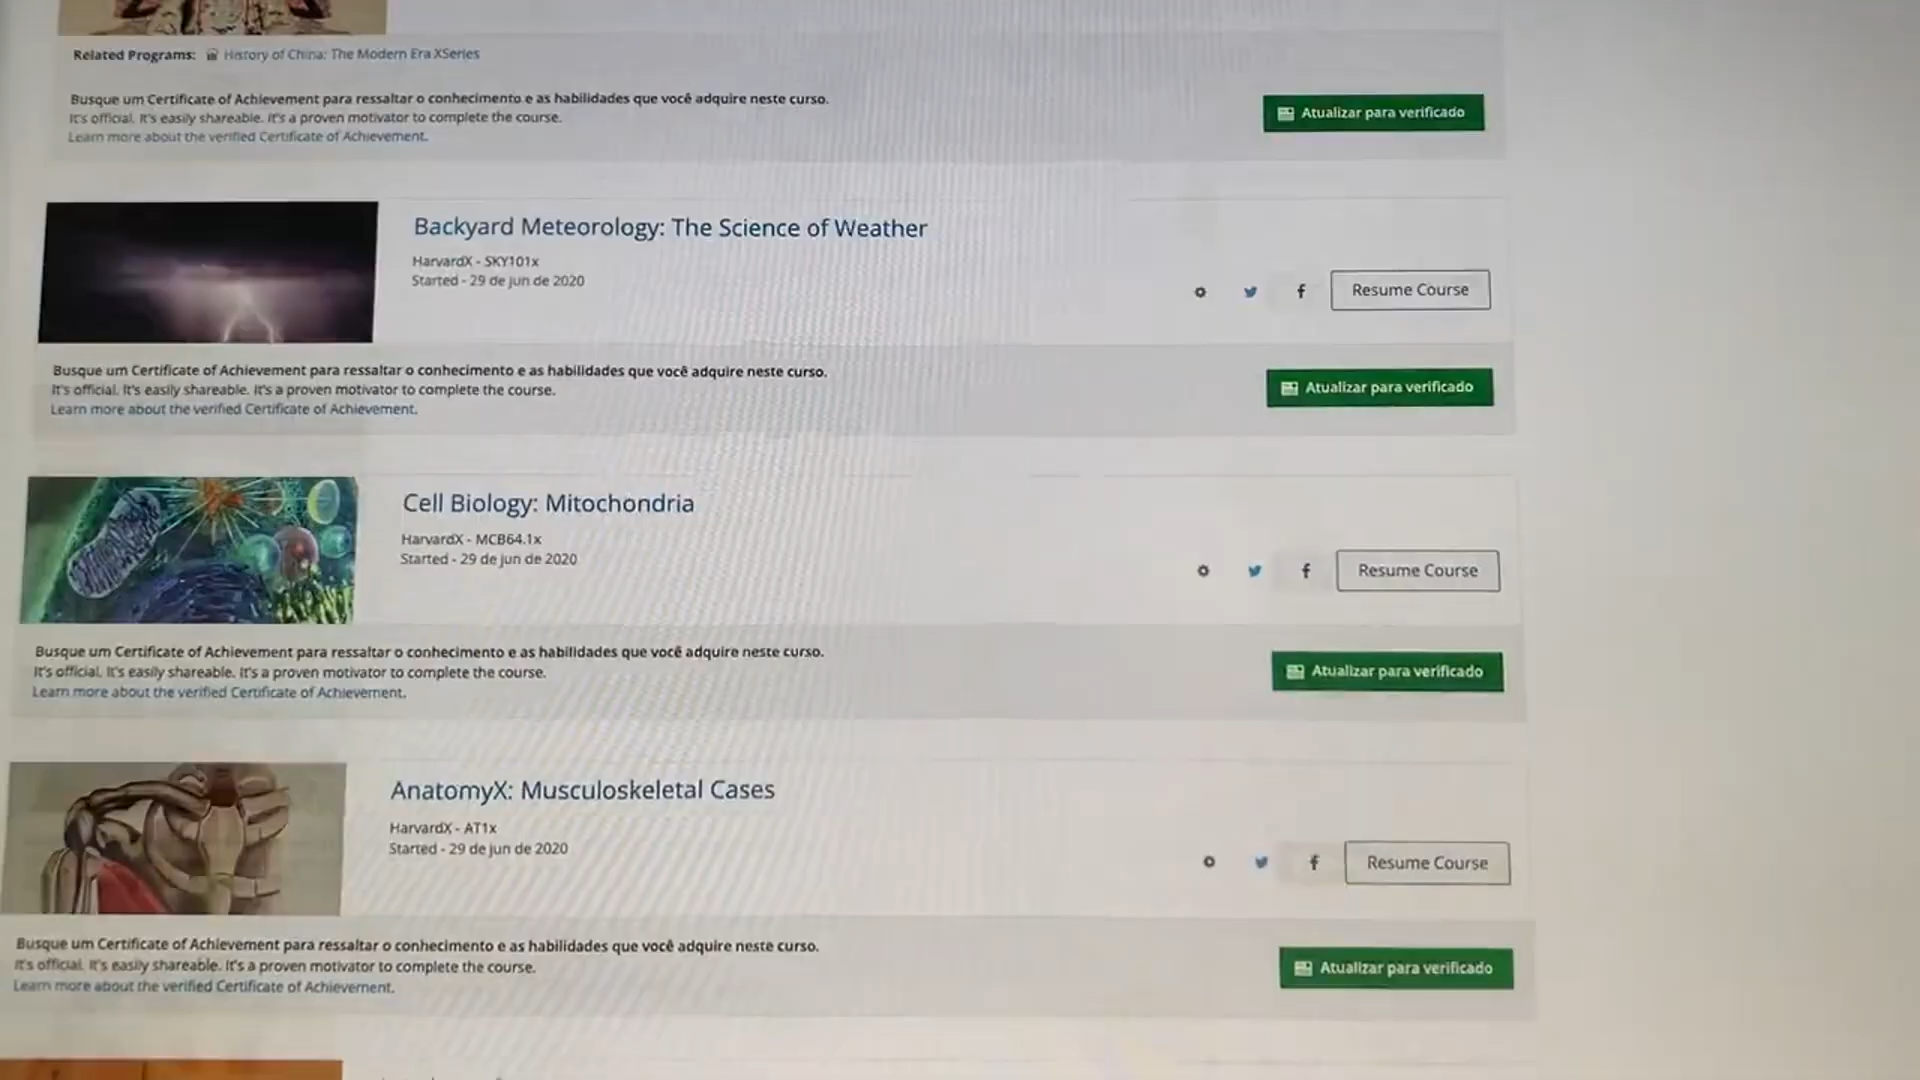 Related Programs: History of China: The Modern Era XSeries
Busque um Certificate of Achievement para ressaltar o conhecimento e as habilidades que você adquire neste curso.
It's official. It's easily shareable. It's a proven motivator to complete the course.
Learn more about the verified Certificate of Achievement.
Atualizar para verificado
Backyard Meteorology: The Science of Weather
HarvardX - SKY101x
Started - 29 de jun de 2020
Resume Course
Busque um Certificate of Achievement para ressaltar o conhecimento e as habilidades que você adquire neste curso.
It's official. It's easily shareable. It's a proven motivator to complete the course.
Learn more about the verified Certificate of Achievement.
Atualizar para verificado
Cell Biology: Mitochondria
HarvardX - MCB64.1x
Started - 29 de jun de 2020
Resume Course
Busque um Certificate of Achievement para ressaltar o conhecimento e as habilidades que você adquire neste curso.
It's official. It's easily shareable. It's a proven motivator to complete the course.
Learn more about the verified Certificate of Achievement.
Atualizar para verificado
AnatomyX: Musculoskeletal Cases
HarvardX - AT1x
Started - 29 de jun de 2020
Resume Course
Busque um Certificate of Achievement para ressaltar o conhecimento e as habilidades que você adquire neste curso.
It's official. It's easily shareable. It's a proven motivator to complete the course.
Learn more about the verified Certificate of Achievement.
Atualizar para verificado